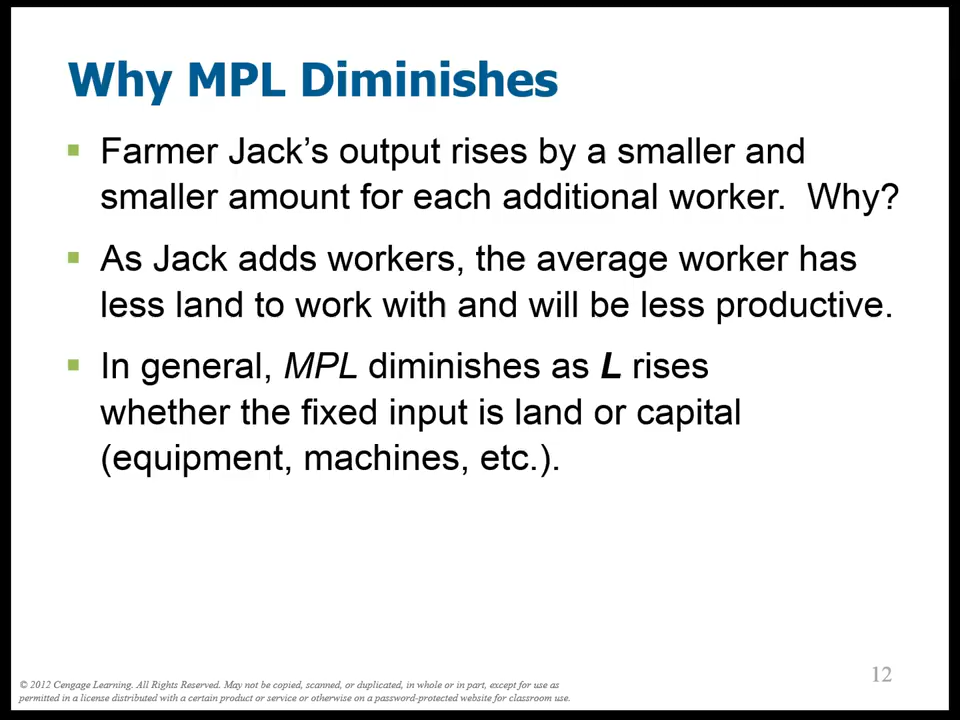 Why MPL Diminishes
Farmer Jack's output rises by a smaller and
smaller amount for each additional worker.  Why?
As Jack adds workers, the average worker has
less land to work with and will be less productive.
In general, MPL diminishes as L rises
whether the fixed input is land or capital
(equipment, machines, etc.).
12
© 2012 Cengage Learning. All Rights Reserved. May not be copied, scanned, or duplicated, in whole or in part, except for use as
permitted in a license distributed with a certain product or service or otherwise on a password-protected website for classroom use.